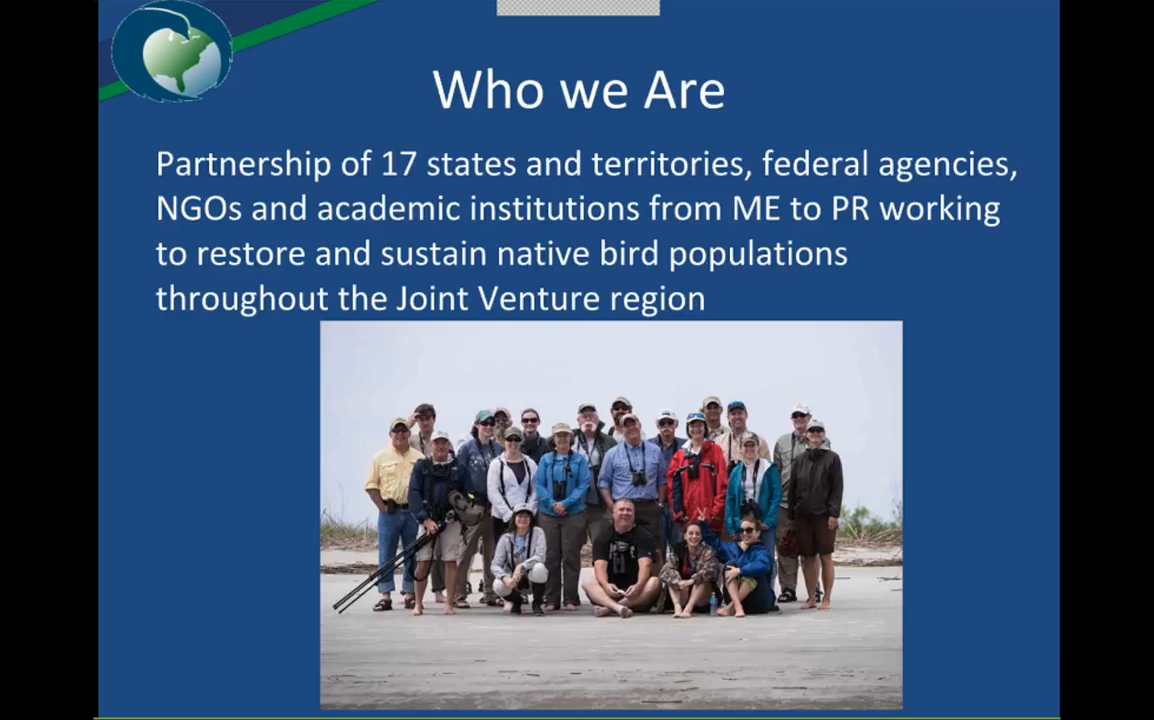 Who we Are
Partnership of 17 states and territories, federal agencies,
NGOs and academic institutions from ME to PR working
to restore and sustain native bird populations
throughout the Joint Venture region